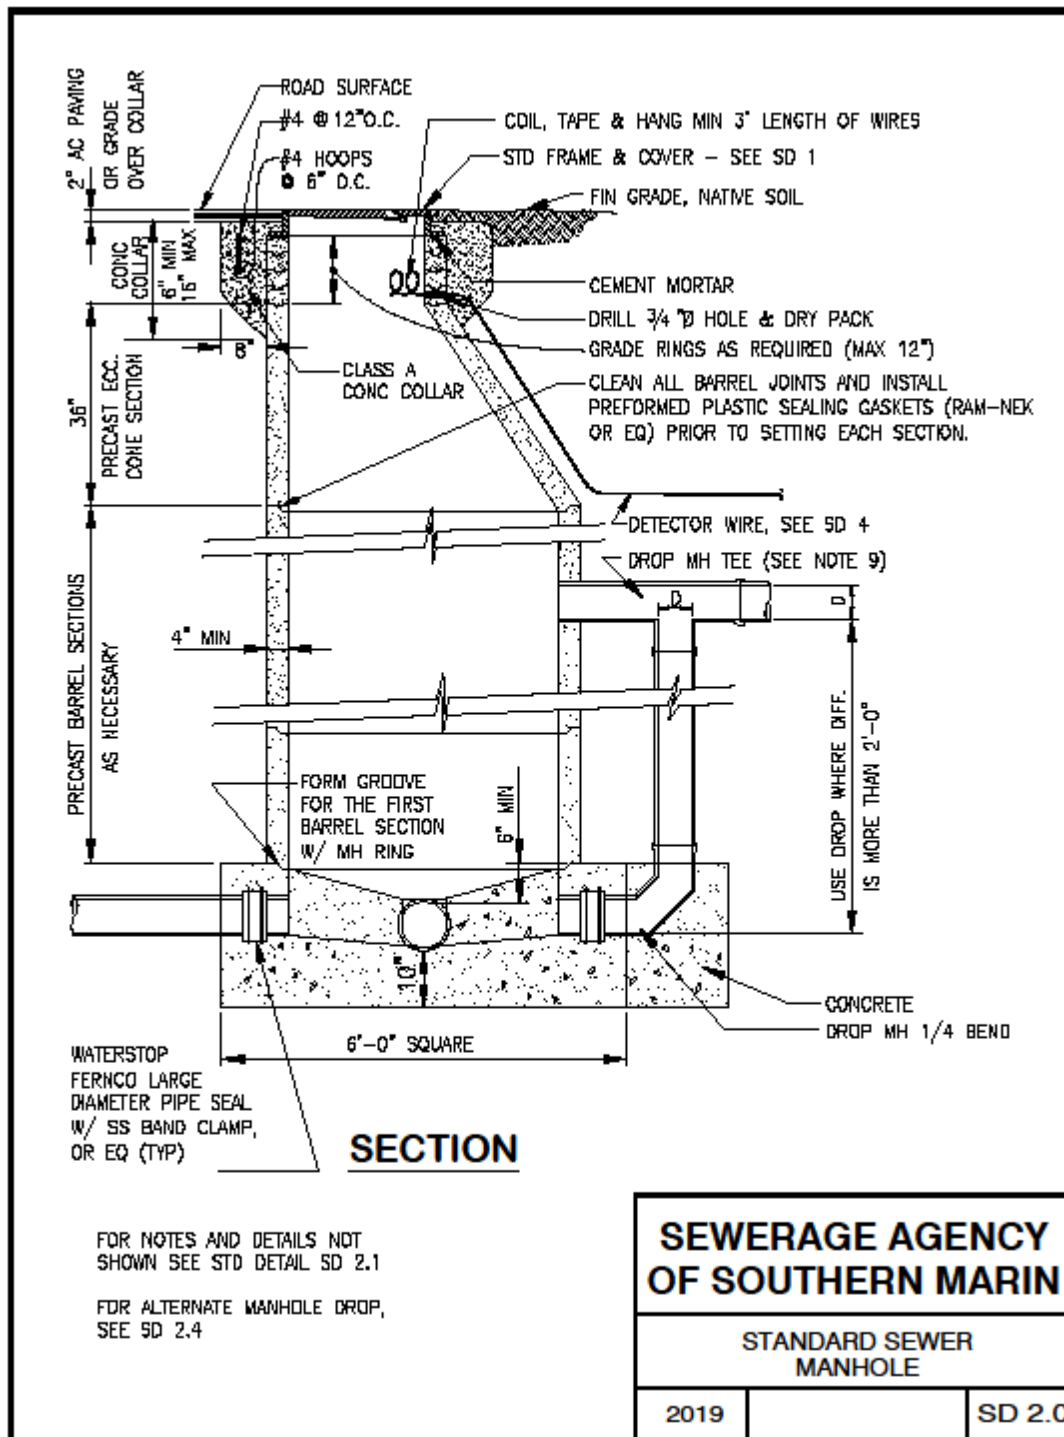 2" AC PAVING
OR GRADE
OVER COLLAR
ROAD SURFACE
#4 @ 12"O.C.
#4 HOOPS
@ 6" O.C.
COIL, TAPE & HANG MIN 3' LENGTH OF WIRES
STD FRAME & COVER - SEE SD 1
FIN GRADE, NATIVE SOIL
CONC
COLLAR
6" MIN
15" MAX
8"
CEMENT MORTAR
DRILL 3/4 "Ø HOLE & DRY PACK
GRADE RINGS AS REQUIRED (MAX 12")
CLASS A
CONC COLLAR
CLEAN ALL BARREL JOINTS AND INSTALL
PREFORMED PLASTIC SEALING GASKETS (RAM-NEK
OR EQ) PRIOR TO SETTING EACH SECTION.
36"
PRECAST ECC.
CONE SECTION
DETECTOR WIRE, SEE SD 4
DROP MH TEE (SEE NOTE 9)
D
D
4" MIN
PRECAST BARREL SECTIONS
AS NECESSARY
USE DROP WHERE DIFF.
IS MORE THAN 2'-0"
FORM GROOVE
FOR THE FIRST
BARREL SECTION
W/ MH RING
6" MIN
10"
CONCRETE
DROP MH 1/4 BEND
6'-0" SQUARE
WATERSTOP
FERNCO LARGE
DIAMETER PIPE SEAL
W/ SS BAND CLAMP,
OR EQ (TYP)
SECTION
FOR NOTES AND DETAILS NOT
SHOWN SEE STD DETAIL SD 2.1
FOR ALTERNATE MANHOLE DROP,
SEE SD 2.4
SEWERAGE AGENCY
OF SOUTHERN MARIN
STANDARD SEWER
MANHOLE
2019
SD 2.0